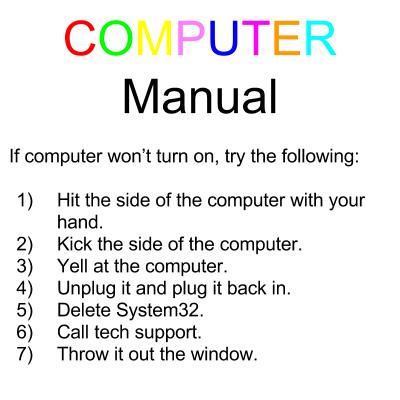 COMPUTER
Manual
If computer won’t turn on, try the following:
1) Hit the side of the computer with your
hand.
2) Kick the side of the computer.
3) Yell at the computer.
4) Unplug it and plug it back in.
5) Delete System32.
6) Call tech support.
7) Throw it out the window.